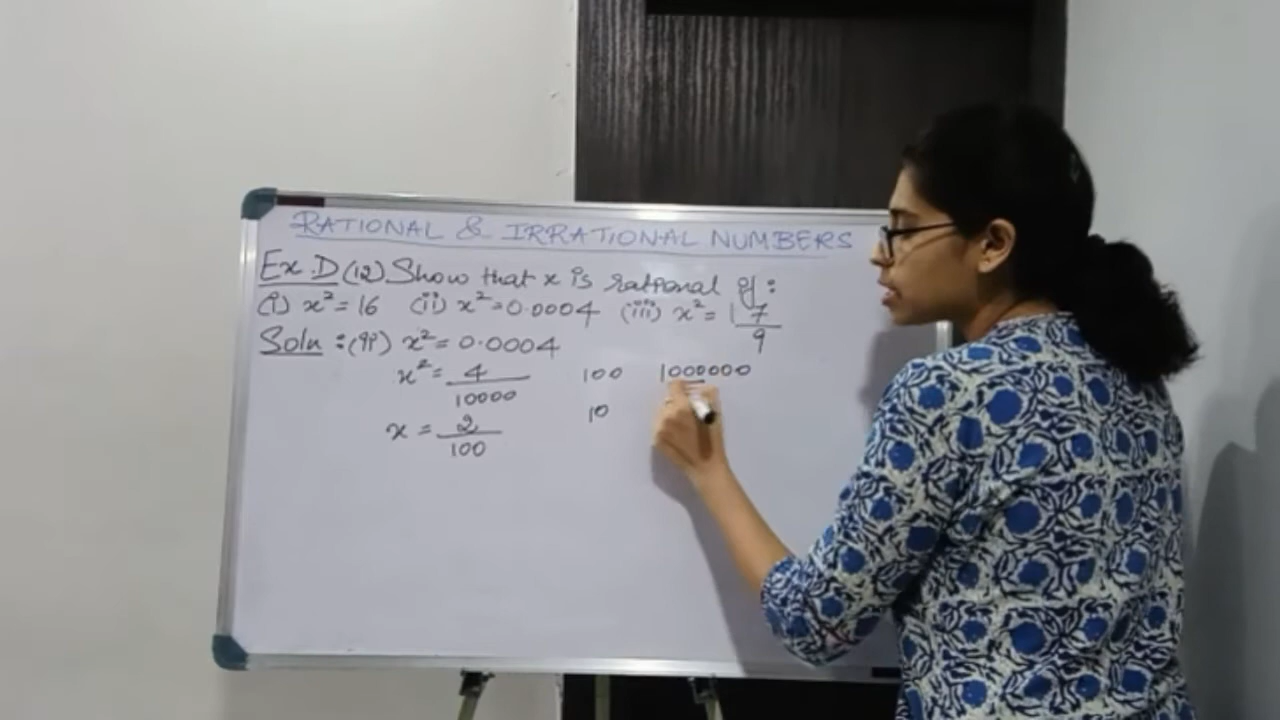 RATIONAL & IRRATIONAL NUMBERS
Ex.D (12) Show that x is rational if:
(i) x² = 16 (ii) x² = 0.0004 (iii) x² = 1 7/9
Soln : (ii) x² = 0.0004
x² = 4/10000 100 1000000
x = 2/100 10